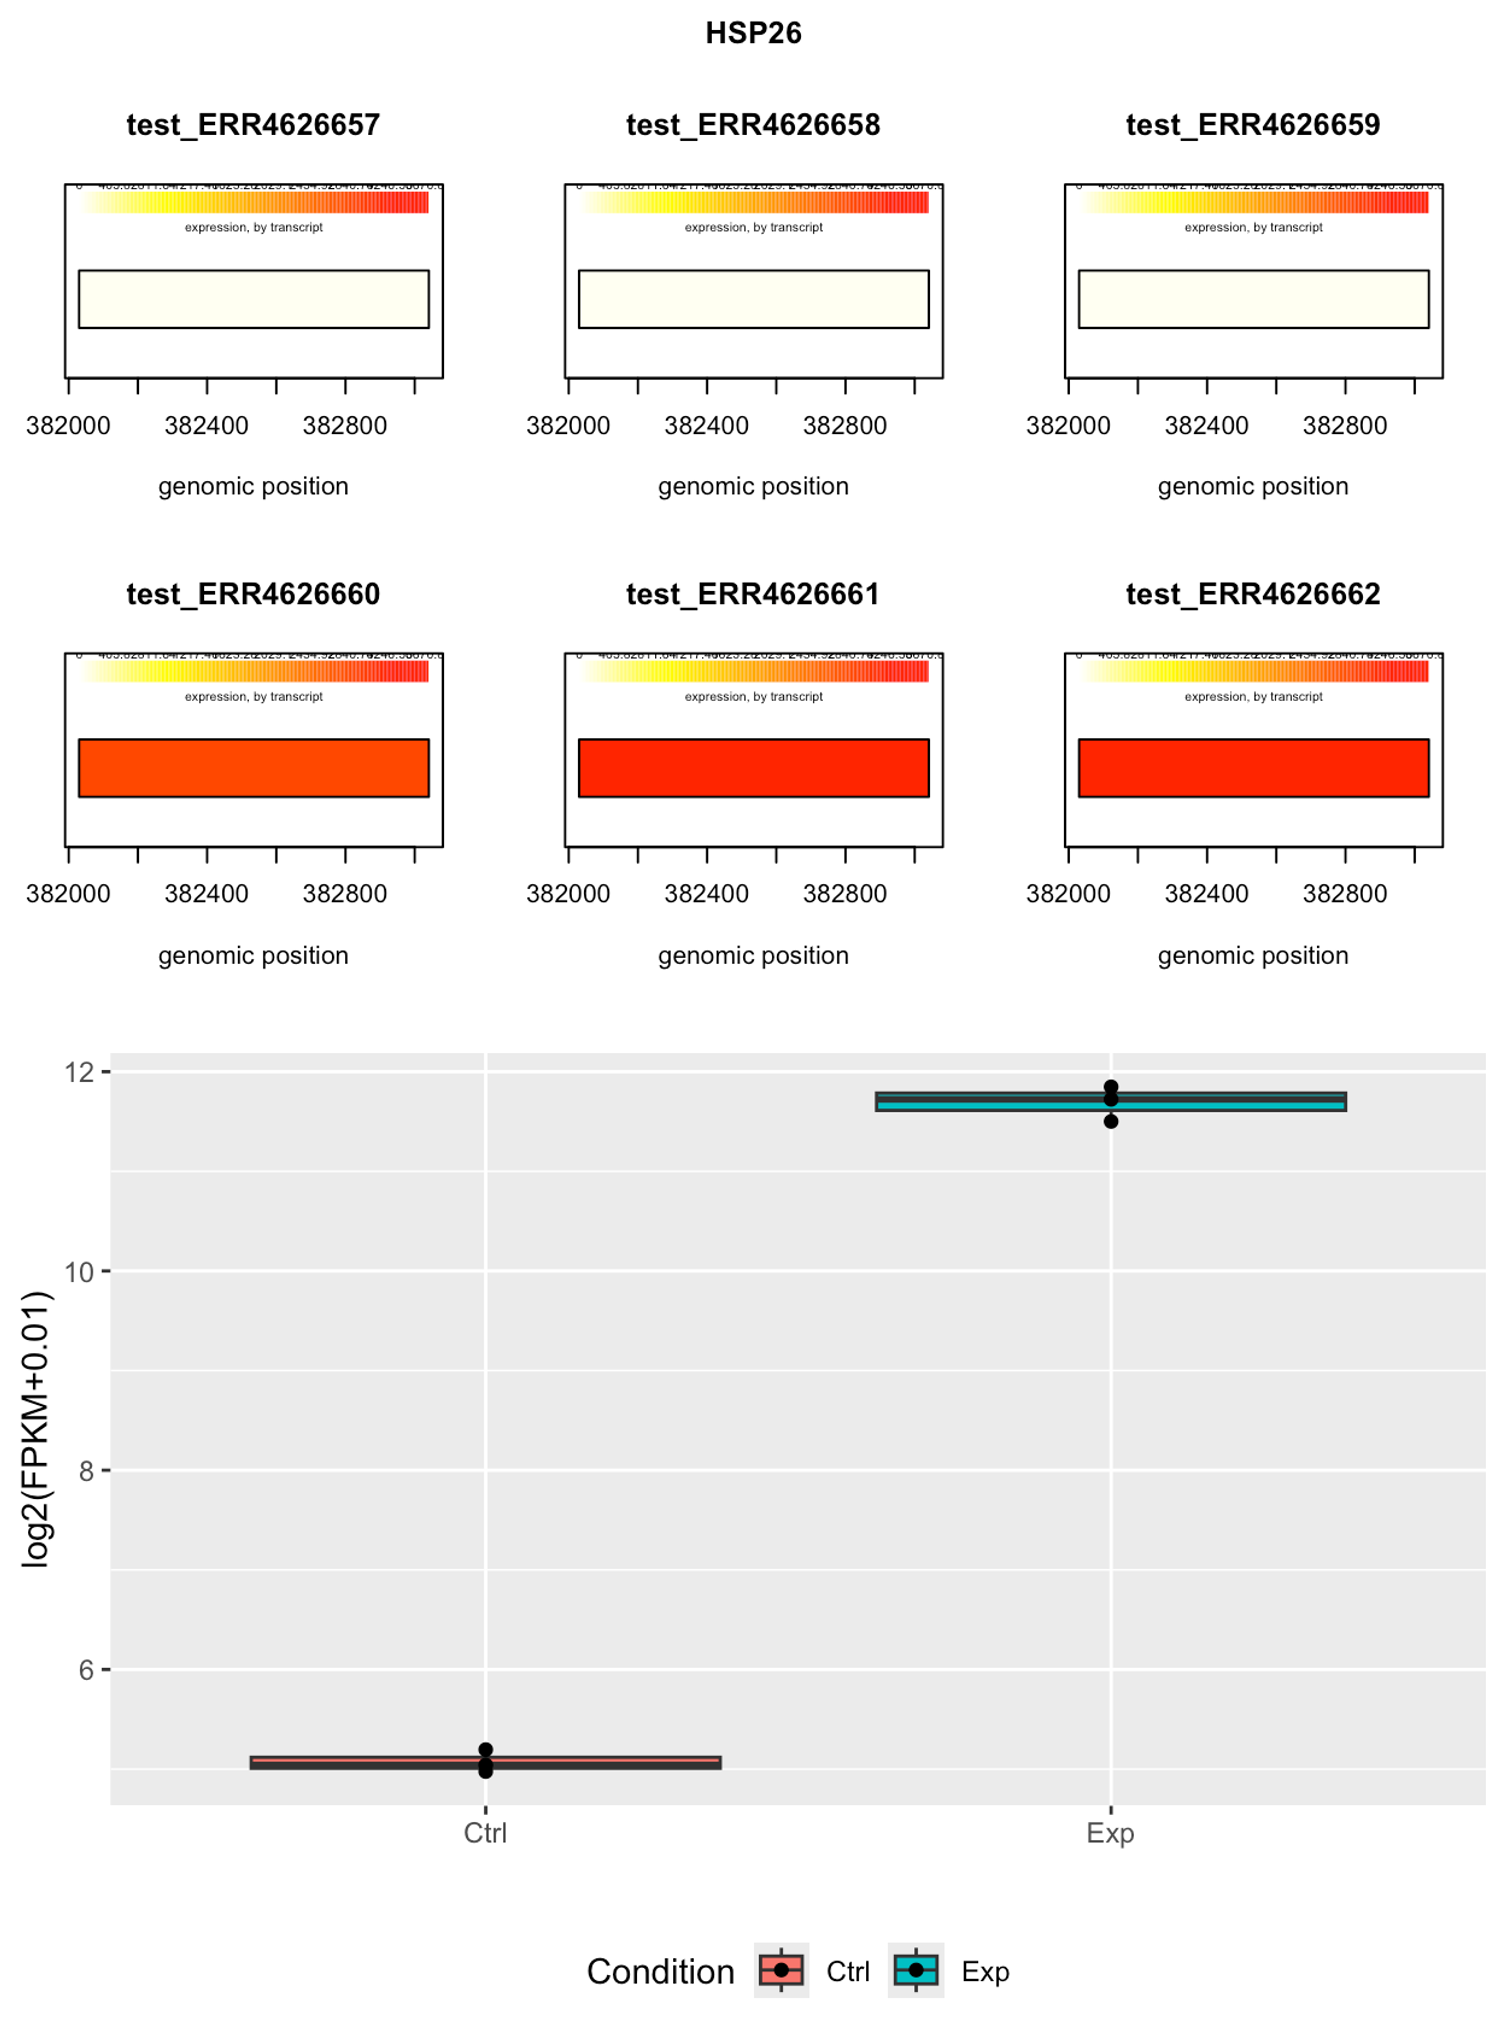 HSP26
test_ERR4626657 test_ERR4626658 test_ERR4626659
expression, by transcript expression, by transcript expression, by transcript
382000 382400 382800 382000 382400 382800 382000 382400 382800
genomic position genomic position genomic position
test_ERR4626660 test_ERR4626661 test_ERR4626662
expression, by transcript expression, by transcript expression, by transcript
382000 382400 382800 382000 382400 382800 382000 382400 382800
genomic position genomic position genomic position
12
10
8
6
log2(FPKM+0.01)
Ctrl Exp
Condition Ctrl Exp